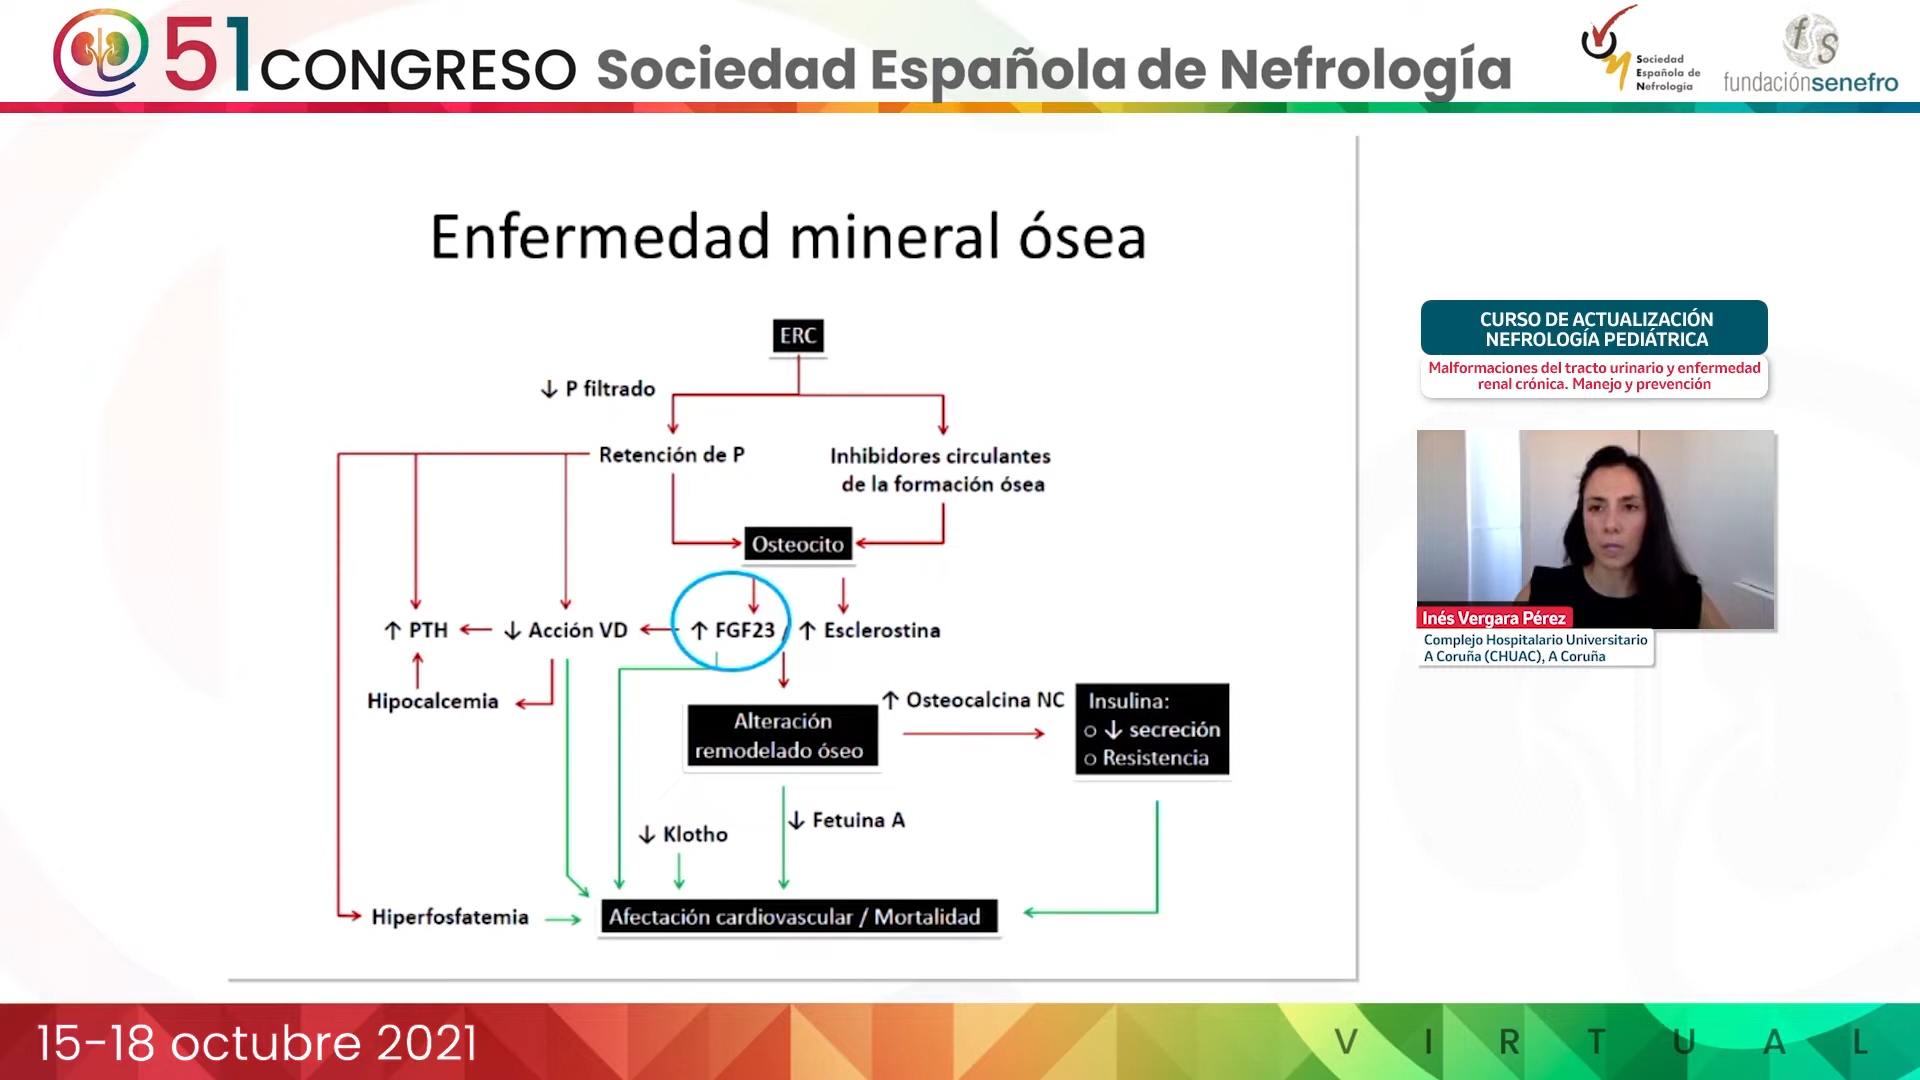 51 CONGRESO Sociedad Española de Nefrología
Sociedad
Española de
Nefrología
fs
fundaciónsenefro
Enfermedad mineral ósea
ERC
↓ P filtrado
Retención de P
Inhibidores circulantes
de la formación ósea
Osteocito
↑ PTH
↓ Acción VD
↑ FGF23 /
↑ Esclerostina
Hipocalcemia
Alteración
remodelado óseo
↑ Osteocalcina NC
Insulina:
o ↓ secreción
o Resistencia
↓ Klotho
↓ Fetuina A
Hiperfosfatemia
Afectación cardiovascular / Mortalidad
CURSO DE ACTUALIZACIÓN
NEFROLOGÍA PEDIÁTRICA
Malformaciones del tracto urinario y enfermedad
renal crónica. Manejo y prevención
Inés Vergara Pérez
Complejo Hospitalario Universitario
A Coruña (CHUAC), A Coruña
15-18 octubre 2021
VIRTUAL